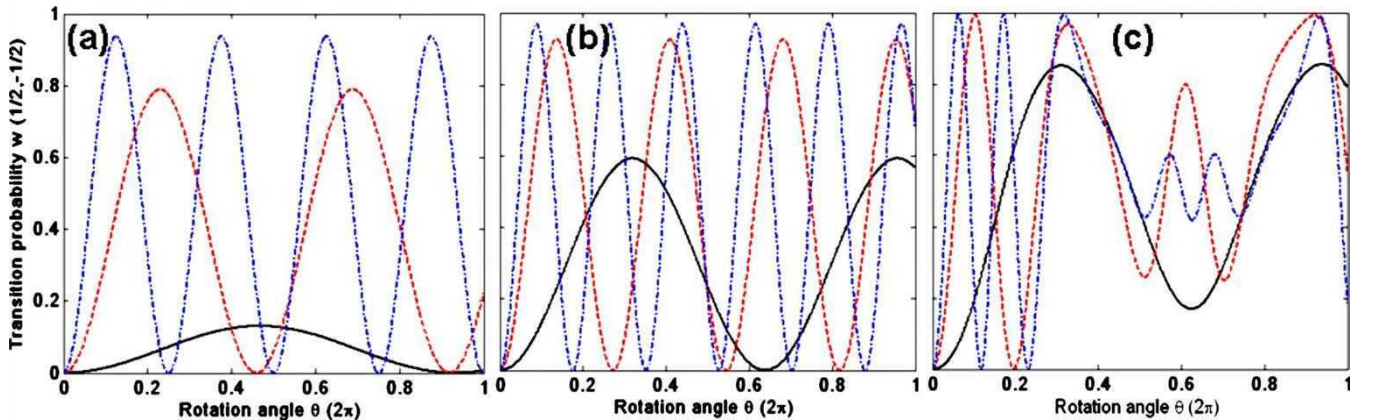 (a)
(b)
(c)
Transition probability w (1/2,-1/2)
1
0.8
0.6
0.4
0.2
0
0 0.2 0.4 0.6 0.8 1
0 0.2 0.4 0.6 0.8 1
0 0.2 0.4 0.6 0.8 1
Rotation angle θ (2π)
Rotation angle θ (2π)
Rotation angle θ (2π)